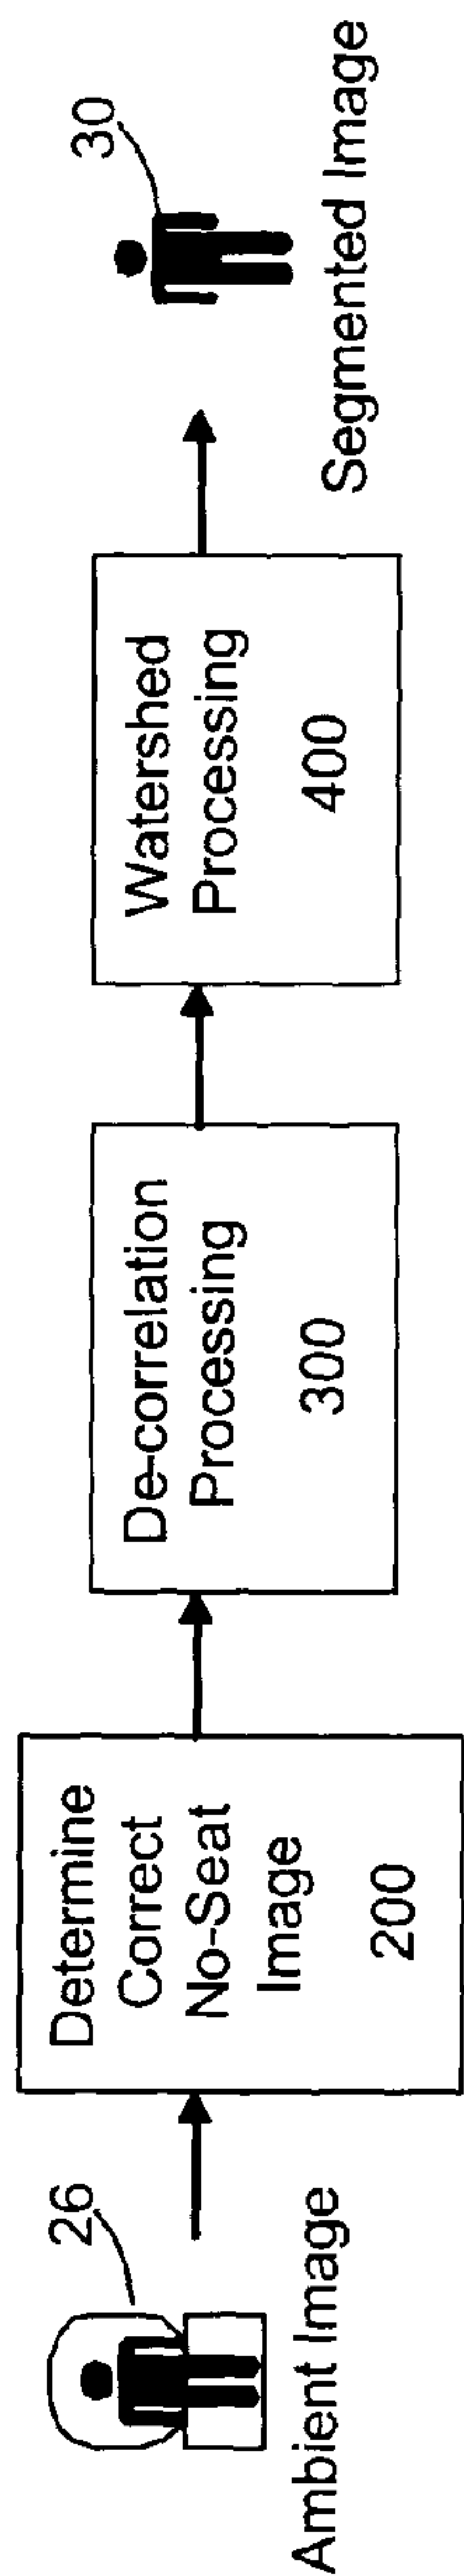 26
Ambient Image
Determine
Correct
No-Seat
Image
200
De-correlation
Processing
300
Watershed
Processing
400
30
Segmented Image